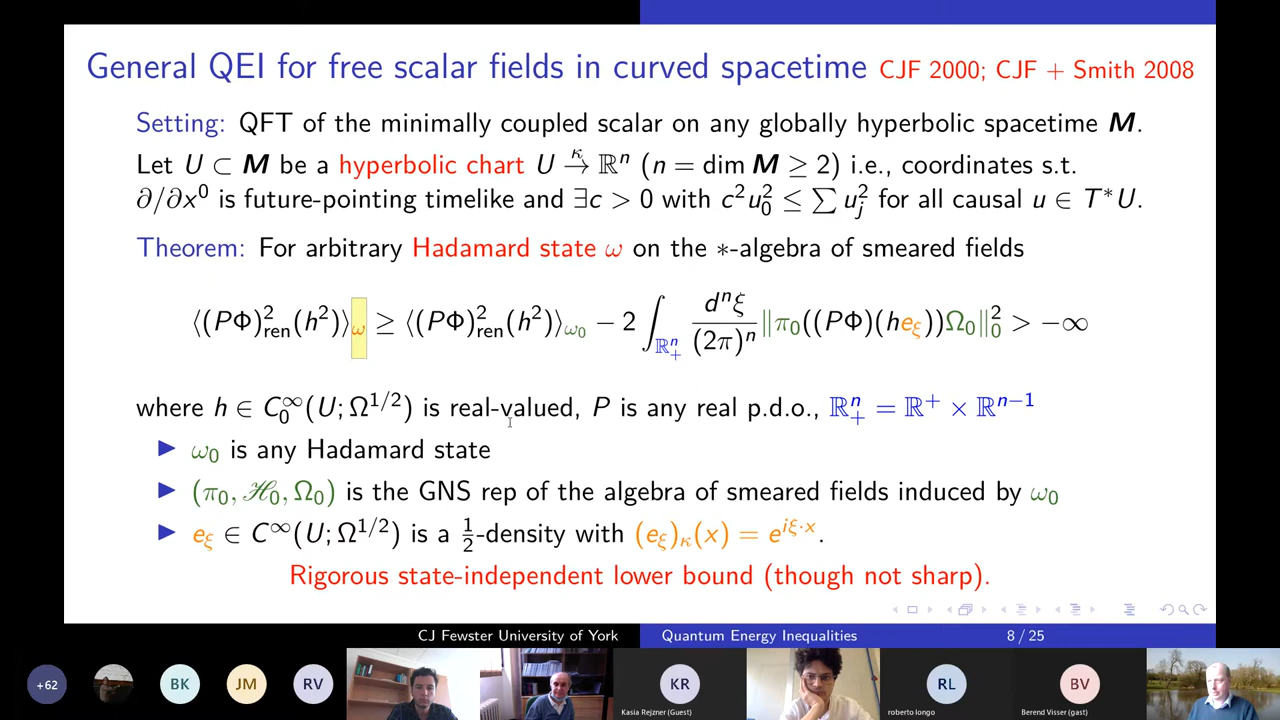 General QEI for free scalar fields in curved spacetime CJF 2000; CJF + Smith 2008
Setting: QFT of the minimally coupled scalar on any globally hyperbolic spacetime M.
Let U ⊂ M be a hyperbolic chart U →^κ ℝⁿ (n = dim M ≥ 2) i.e., coordinates s.t.
∂/∂x⁰ is future-pointing timelike and ∃c > 0 with c²u₀² ≤ ∑ uⱼ² for all causal u ∈ T*U.
Theorem: For arbitrary Hadamard state ω on the ∗-algebra of smeared fields
⟨(PΦ)²_ren(h²)⟩_ω ≥ ⟨(PΦ)²_ren(h²)⟩_ω₀ − 2 ∫_ℝⁿ₊ dⁿξ/(2π)ⁿ ‖π₀((PΦ)(he_ξ))Ω₀‖₀² > −∞
where h ∈ C₀^∞(U; Ω^1/2) is real-valued, P is any real p.d.o., ℝⁿ₊ = ℝ⁺ × ℝⁿ⁻¹
▶ ω₀ is any Hadamard state
▶ (π₀, ℋ₀, Ω₀) is the GNS rep of the algebra of smeared fields induced by ω₀
▶ e_ξ ∈ C^∞(U; Ω^1/2) is a ½-density with (e_ξ)_κ(x) = e^{iξ·x}.
Rigorous state-independent lower bound (though not sharp).
CJ Fewster University of York Quantum Energy Inequalities 8 / 25
+62 BK JM RV KR RL BV
Kasia Rejzner (Guest) roberto longo Berend Visser (gast)